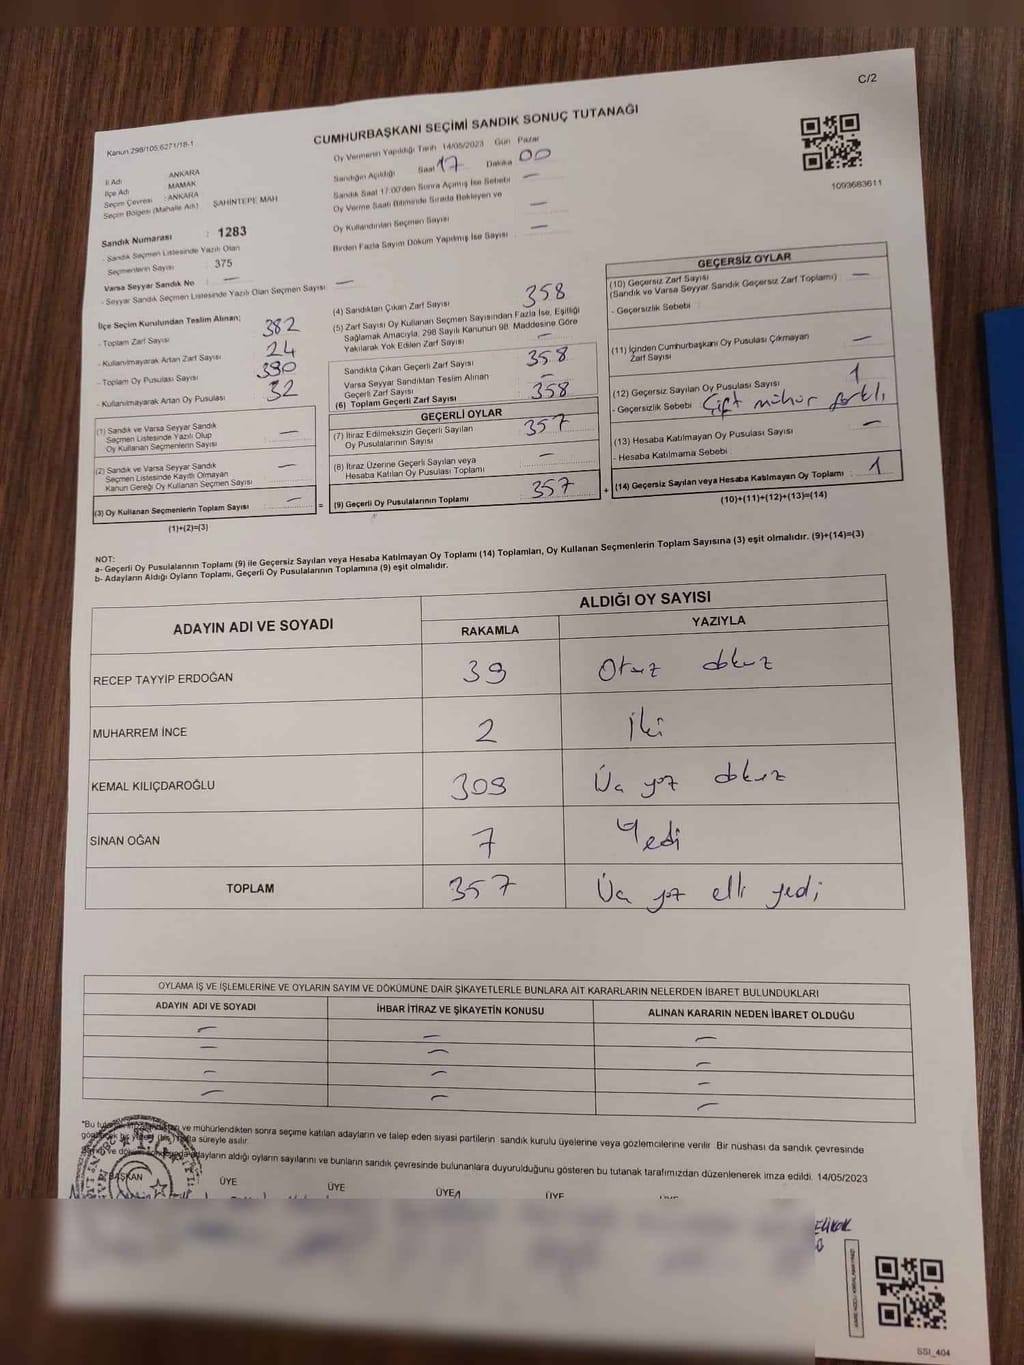 C/2
Kanun 298/105,6271/18-1
CUMHURBAŞKANI SEÇİMİ SANDIK SONUÇ TUTANAĞI
1093683611
İl Adı ANKARA
İlçe Adı MAMAK
Seçim Çevresi : ANKARA
Seçim Bölgesi (Mahalle Adı) ŞAHİNTEPE MAH
Sandık Numarası : 1283
- Sandık Seçmen Listesinde Yazılı Olan
Seçmenlerin Sayısı : 375
Varsa Seyyar Sandık No : —
- Seyyar Sandık Seçmen Listesinde Yazılı Olan Seçmen Sayısı : —
Oy Vermenin Yapıldığı Tarih 14/05/2023 Gün Pazar
Sandığın Açıldığı Saat 17 Dakika 00
Sandık Saat 17:00'den Sonra Açılmış İse Sebebi —
Oy Verme Saati Bitiminde Sırada Bekleyen ve
Oy Kullandırılan Seçmen Sayısı —
Birden Fazla Sayım Döküm Yapılmış İse Sayısı : —
İlçe Seçim Kurulundan Teslim Alınan;
- Toplam Zarf Sayısı 382
- Kullanılmayarak Artan Zarf Sayısı 24
- Toplam Oy Pusulası Sayısı 390
- Kullanılmayarak Artan Oy Pusulası 32
(1) Sandık ve Varsa Seyyar Sandık
Seçmen Listesinde Yazılı Olup
Oy Kullanan Seçmenlerin Sayısı —
(2) Sandık ve Varsa Seyyar Sandık
Seçmen Listesinde Kayıtlı Olmayan
Kanun Gereği Oy Kullanan Seçmen Sayısı —
(3) Oy Kullanan Seçmenlerin Toplam Sayısı —
(1)+(2)=(3)
(4) Sandıktan Çıkan Zarf Sayısı 358
(5) Zarf Sayısı Oy Kullanan Seçmen Sayısından Fazla İse, Eşitliği
Sağlamak Amacıyla, 298 Sayılı Kanunun 98. Maddesine Göre
Yakılarak Yok Edilen Zarf Sayısı —
Sandıkta Çıkan Geçerli Zarf Sayısı 358
Varsa Seyyar Sandıktan Teslim Alınan
Geçerli Zarf Sayısı —
(6) Toplam Geçerli Zarf Sayısı 358
GEÇERLİ OYLAR
(7) İtiraz Edilmeksizin Geçerli Sayılan
Oy Pusulalarının Sayısı 357
(8) İtiraz Üzerine Geçerli Sayılan veya
Hesaba Katılan Oy Pusulası Toplamı —
= (9) Geçerli Oy Pusulalarının Toplamı 357
GEÇERSİZ OYLAR
(10) Geçersiz Zarf Sayısı
(Sandık ve Varsa Seyyar Sandık Geçersiz Zarf Toplamı) —
- Geçersizlik Sebebi :
(11) İçinden Cumhurbaşkanı Oy Pusulası Çıkmayan
Zarf Sayısı —
(12) Geçersiz Sayılan Oy Pusulası Sayısı 1
- Geçersizlik Sebebi : Çift mühür farklı
(13) Hesaba Katılmayan Oy Pusulası Sayısı —
- Hesaba Katılmama Sebebi :
+ (14) Geçersiz Sayılan veya Hesaba Katılmayan Oy Toplamı : 1
(10)+(11)+(12)+(13)=(14)
NOT:
a- Geçerli Oy Pusulalarının Toplamı (9) ile Geçersiz Sayılan veya Hesaba Katılmayan Oy Toplamı (14) Toplamları, Oy Kullanan Seçmenlerin Toplam Sayısına (3) eşit olmalıdır. (9)+(14)=(3)
b- Adayların Aldığı Oyların Toplamı, Geçerli Oy Pusulalarının Toplamına (9) eşit olmalıdır.
ADAYIN ADI VE SOYADI ALDIĞI OY SAYISI
RAKAMLA YAZIYLA
RECEP TAYYİP ERDOĞAN 39 Otuz dokuz
MUHARREM İNCE 2 İki
KEMAL KILIÇDAROĞLU 309 Üç yüz dokuz
SİNAN OĞAN 7 Yedi
TOPLAM 357 Üç yüz elli yedi
OYLAMA İŞ VE İŞLEMLERİNE VE OYLARIN SAYIM VE DÖKÜMÜNE DAİR ŞİKAYETLERLE BUNLARA AİT KARARLARIN NELERDEN İBARET BULUNDUKLARI
ADAYIN ADI VE SOYADI İHBAR İTİRAZ VE ŞİKAYETİN KONUSU ALINAN KARARIN NEDEN İBARET OLDUĞU
— — —
— — —
— — —
— — —
"Bu ve mühürlendikten sonra seçime katılan adayların ve talep eden siyasi partilerin sandık kurulu üyelerine veya gözlemcilerine verilir. Bir nüshası da sandık çevresinde
süreyle asılır.
adayların aldığı oyların sayılarını ve bunların sandık çevresinde bulunanlara duyurulduğunu gösteren bu tutanak tarafımızdan düzenlenerek imza edildi. 14/05/2023
BAŞKAN ÜYE ÜYE ÜYE ÜYE
SSI_404